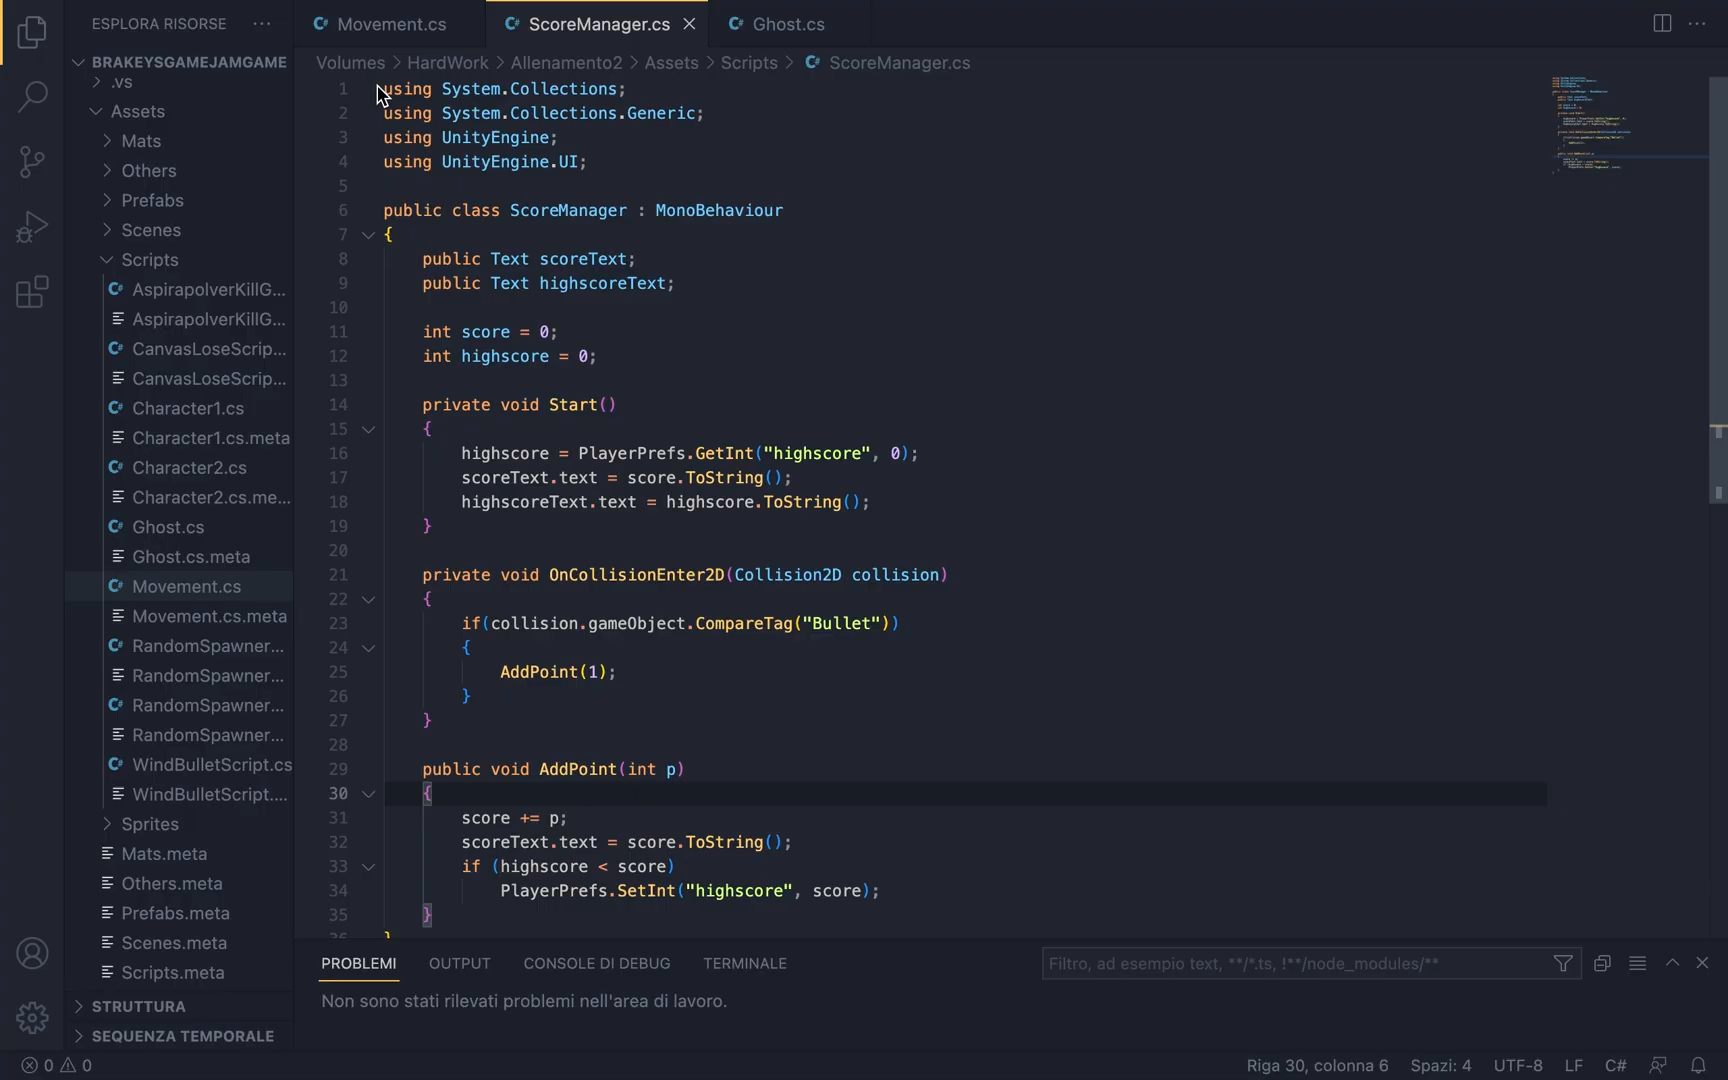 ESPLORA RISORSE ···
BRAKEYSGAMEJAMGAME
.vs
Assets
Mats
Others
Prefabs
Scenes
Scripts
AspirapolverKillG...
AspirapolverKillG...
CanvasLoseScrip...
CanvasLoseScrip...
Character1.cs
Character1.cs.meta
Character2.cs
Character2.cs.me...
Ghost.cs
Ghost.cs.meta
Movement.cs
Movement.cs.meta
RandomSpawner...
RandomSpawner...
RandomSpawner...
RandomSpawner...
WindBulletScript.cs
WindBulletScript....
Sprites
Mats.meta
Others.meta
Prefabs.meta
Scenes.meta
Scripts.meta
STRUTTURA
SEQUENZA TEMPORALE
Movement.cs ScoreManager.cs Ghost.cs
Volumes > HardWork > Allenamento2 > Assets > Scripts > ScoreManager.cs
1 using System.Collections;
2 using System.Collections.Generic;
3 using UnityEngine;
4 using UnityEngine.UI;
5
6 public class ScoreManager : MonoBehaviour
7 {
8 public Text scoreText;
9 public Text highscoreText;
10
11 int score = 0;
12 int highscore = 0;
13
14 private void Start()
15 {
16 highscore = PlayerPrefs.GetInt("highscore", 0);
17 scoreText.text = score.ToString();
18 highscoreText.text = highscore.ToString();
19 }
20
21 private void OnCollisionEnter2D(Collision2D collision)
22 {
23 if(collision.gameObject.CompareTag("Bullet"))
24 {
25 AddPoint(1);
26 }
27 }
28
29 public void AddPoint(int p)
30 {
31 score += p;
32 scoreText.text = score.ToString();
33 if (highscore < score)
34 PlayerPrefs.SetInt("highscore", score);
35 }
36 }
PROBLEMI OUTPUT CONSOLE DI DEBUG TERMINALE Filtro, ad esempio text, **/*.ts, !**/node_modules/**
Non sono stati rilevati problemi nell'area di lavoro.
0 0 Riga 30, colonna 6 Spazi: 4 UTF-8 LF C#